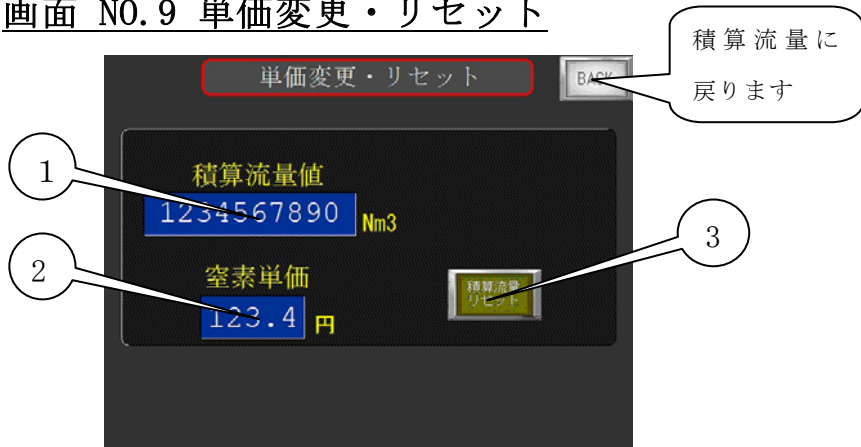 画面 NO.9 単価変更・リセット
単価変更・リセット
BACK
積算流量に
戻ります
1
積算流量値
1234567890 Nm3
2
窒素単価
123.4 円
積算流量
リセット
3